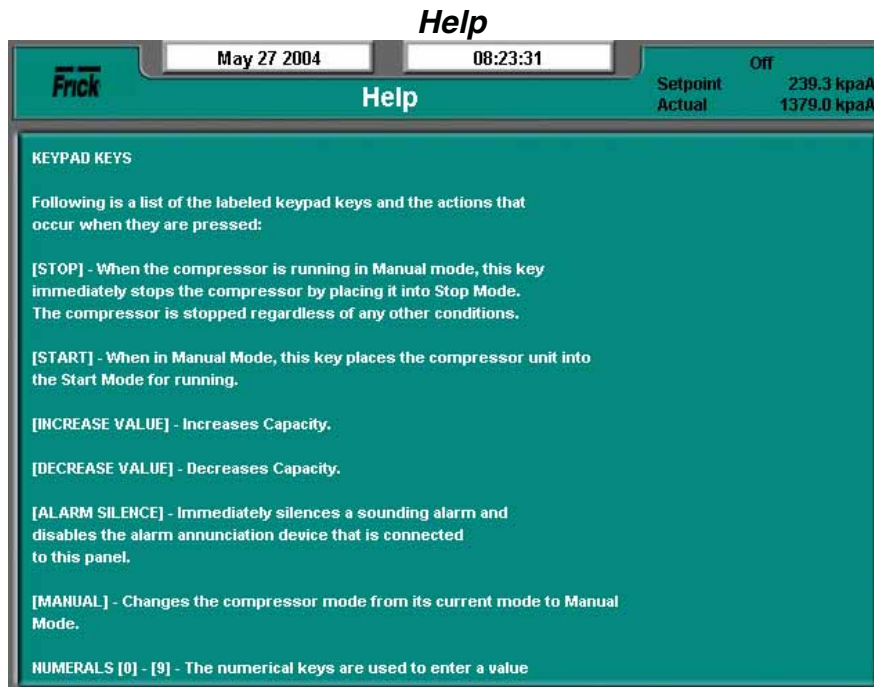 Help
May 27 2004
08:23:31
Frick
Help
Off
Setpoint 239.3 kpaA
Actual 1379.0 kpaA
KEYPAD KEYS
Following is a list of the labeled keypad keys and the actions that
occur when they are pressed:
[STOP] - When the compressor is running in Manual mode, this key
immediately stops the compressor by placing it into Stop Mode.
The compressor is stopped regardless of any other conditions.
[START] - When in Manual Mode, this key places the compressor unit into
the Start Mode for running.
[INCREASE VALUE] - Increases Capacity.
[DECREASE VALUE] - Decreases Capacity.
[ALARM SILENCE] - Immediately silences a sounding alarm and
disables the alarm annunciation device that is connected
to this panel.
[MANUAL] - Changes the compressor mode from its current mode to Manual
Mode.
NUMERALS [0] - [9] - The numerical keys are used to enter a value